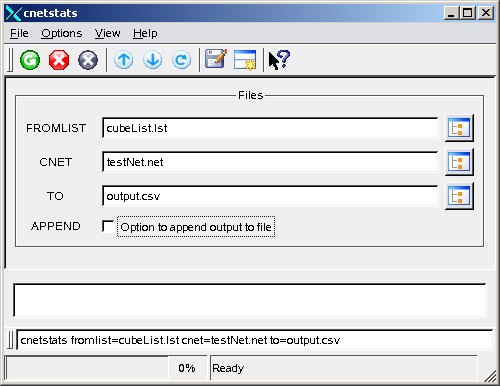 cnetstats
File Options View Help
G
Files
FROMLIST cubeList.lst
CNET testNet.net
TO output.csv
APPEND Option to append output to file
cnetstats fromlist=cubeList.lst cnet=testNet.net to=output.csv
0% Ready